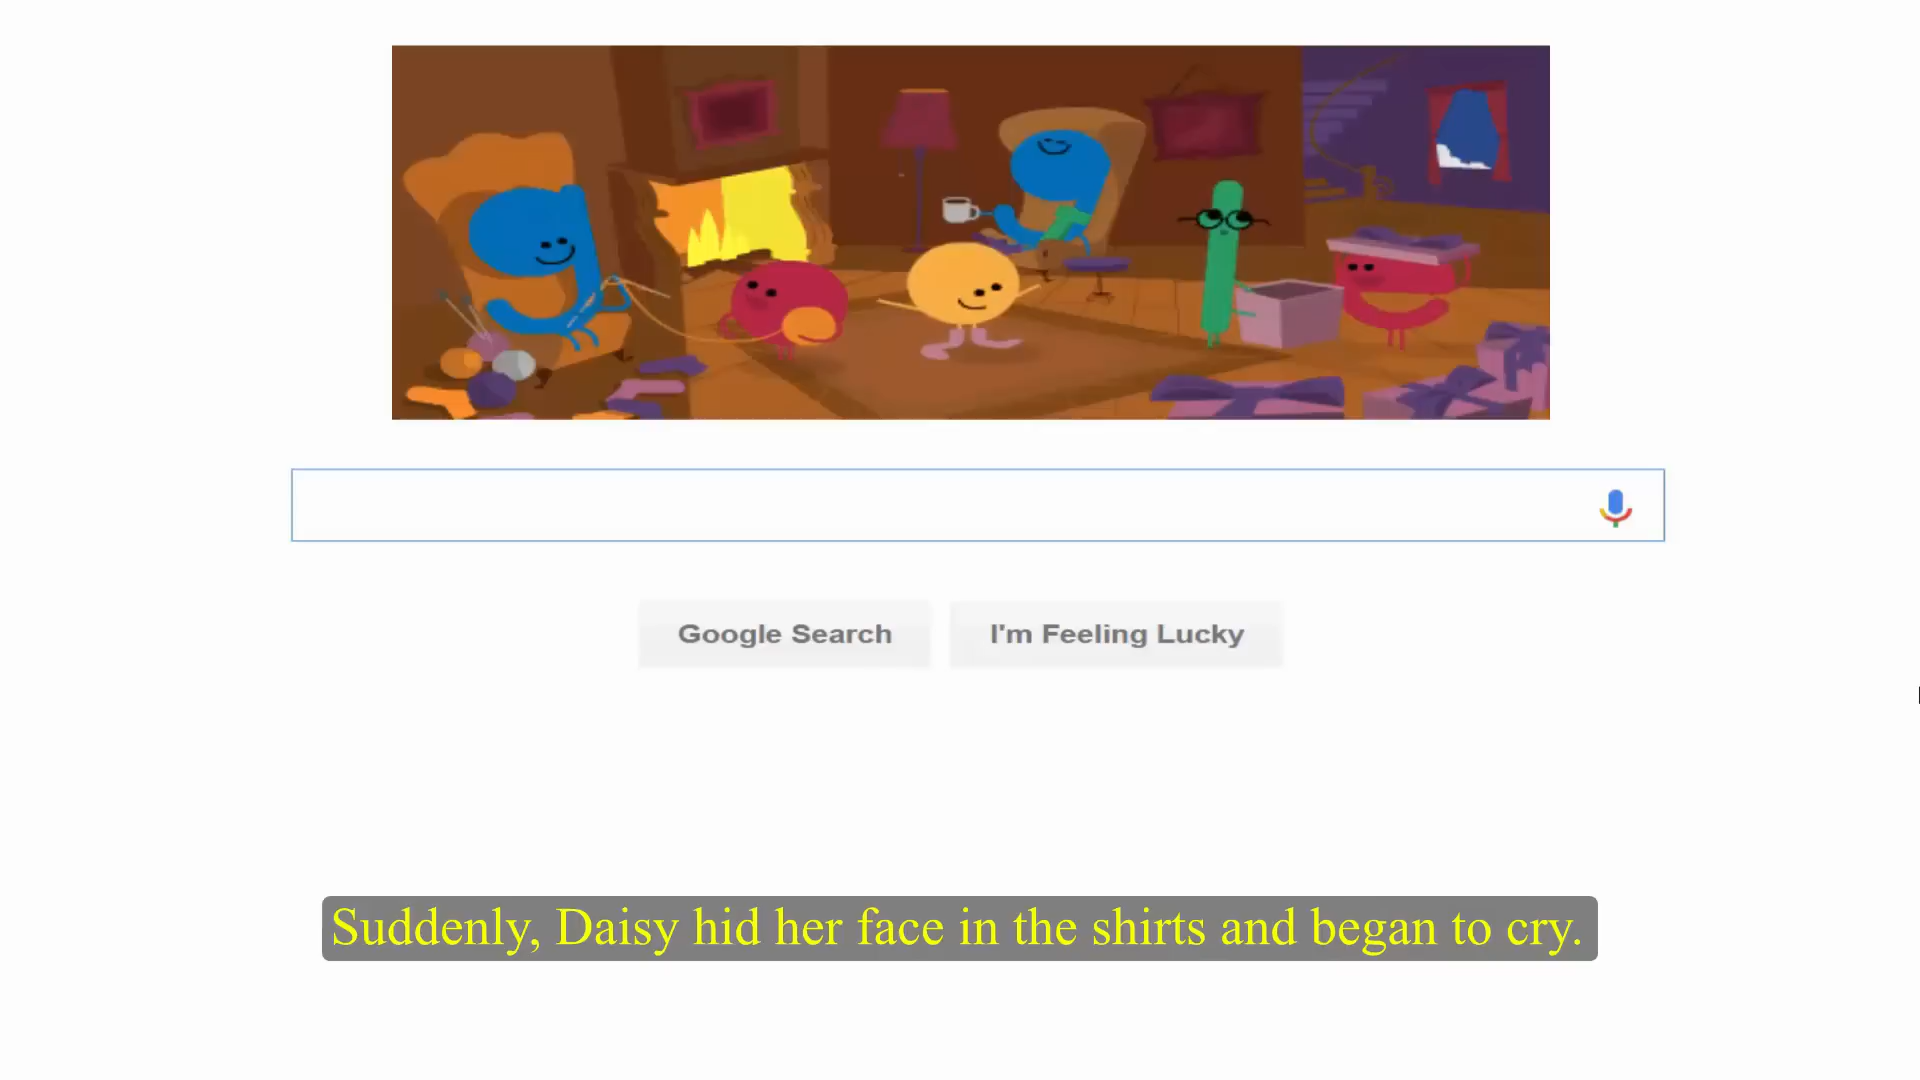 Google Search
I'm Feeling Lucky
Suddenly, Daisy hid her face in the shirts and began to cry.